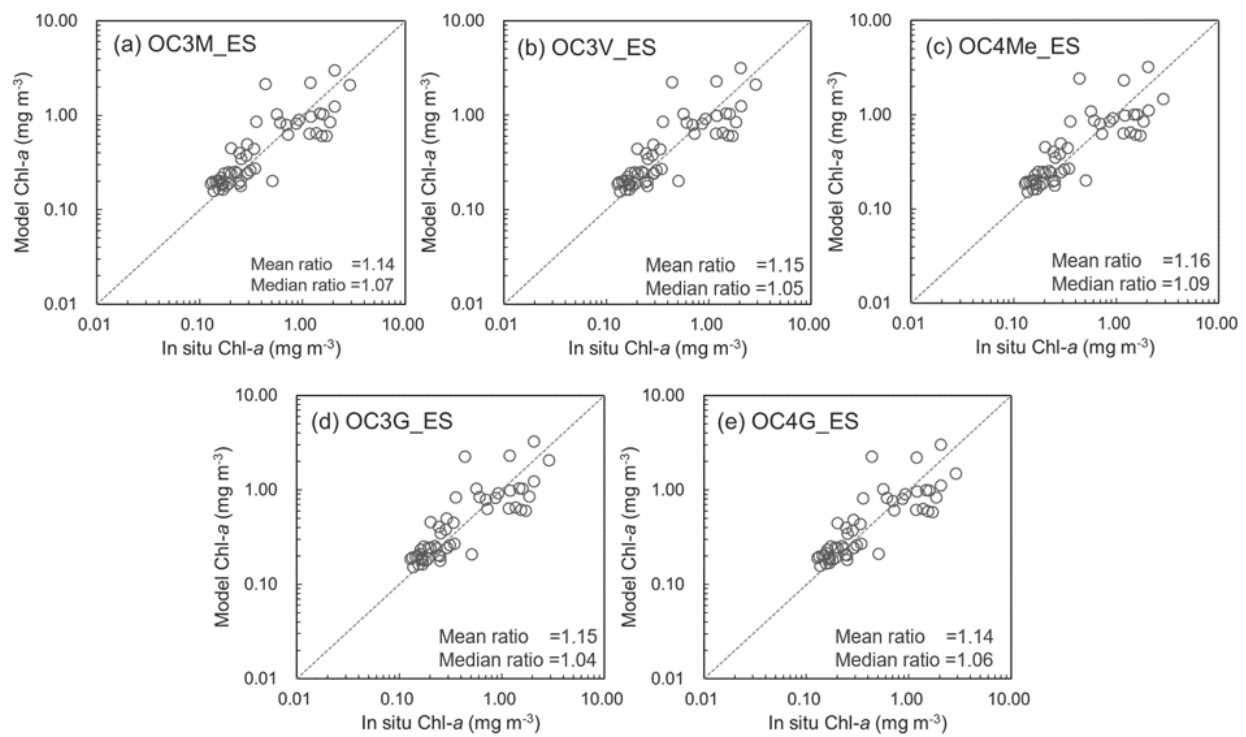 (a) OC3M_ES
Model Chl-a (mg m-3)
10.00
1.00
0.10
0.01
Mean ratio =1.14
Median ratio =1.07
0.01 0.10 1.00 10.00
In situ Chl-a (mg m-3)
(b) OC3V_ES
Model Chl-a (mg m-3)
10.00
1.00
0.10
0.01
Mean ratio =1.15
Median ratio =1.05
0.01 0.10 1.00 10.00
In situ Chl-a (mg m-3)
(c) OC4Me_ES
Model Chl-a (mg m-3)
10.00
1.00
0.10
0.01
Mean ratio =1.16
Median ratio =1.09
0.01 0.10 1.00 10.00
In situ Chl-a (mg m-3)
(d) OC3G_ES
Model Chl-a (mg m-3)
10.00
1.00
0.10
0.01
Mean ratio =1.15
Median ratio =1.04
0.01 0.10 1.00 10.00
In situ Chl-a (mg m-3)
(e) OC4G_ES
Model Chl-a (mg m-3)
10.00
1.00
0.10
0.01
Mean ratio =1.14
Median ratio =1.06
0.01 0.10 1.00 10.00
In situ Chl-a (mg m-3)